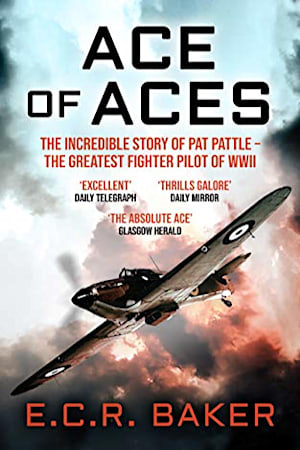 ACE
OF ACES
THE INCREDIBLE STORY OF PAT PATTLE –
THE GREATEST FIGHTER PILOT OF WWII
‘EXCELLENT’ ‘THRILLS GALORE’
DAILY TELEGRAPH DAILY MIRROR
‘THE ABSOLUTE ACE’
GLASGOW HERALD
E.C.R. BAKER